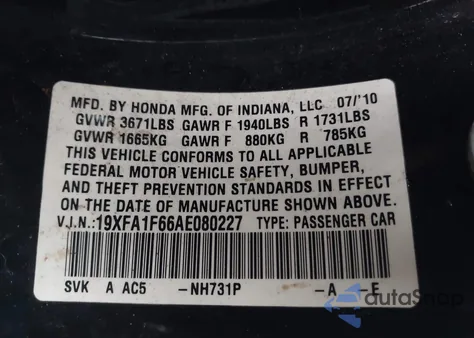 MFD. BY HONDA MFG. OF INDIANA, LLC 07/'10
GVWR 3671LBS GAWR F 1940LBS R 1731LBS
GVWR 1665KG GAWR F 880KG R 785KG
THIS VEHICLE CONFORMS TO ALL APPLICABLE
FEDERAL MOTOR VEHICLE SAFETY, BUMPER,
AND THEFT PREVENTION STANDARDS IN EFFECT
ON THE DATE OF MANUFACTURE SHOWN ABOVE.
V.I.N.: 19XFA1F66AE080227 TYPE: PASSENGER CAR
SVK A AC5 -NH731P -A -E
autaSnap